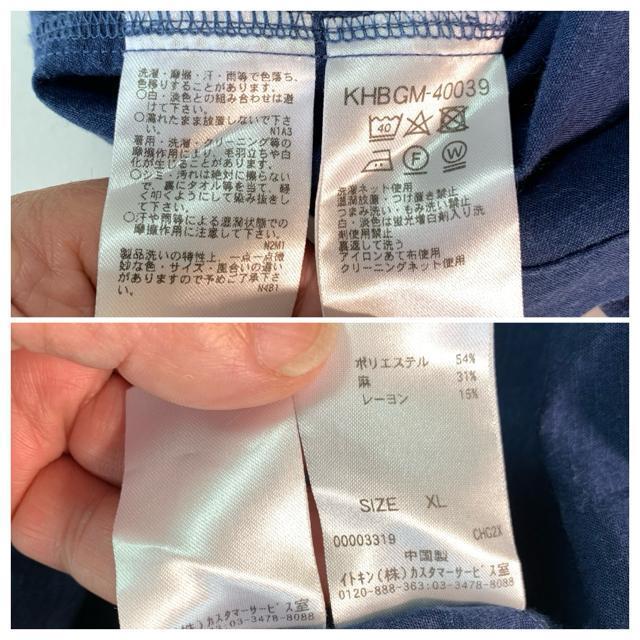 洗濯・摩擦・汗・雨等で色落ち、
色移りすることがあります。
○白・淡色との組み合わせは避
けて下さい。
○濡れたまま放置しないで下さ
い。
N1A3
着用・洗濯・クリーニング等の
摩擦作用により、毛羽立ちや白
化が生じることがあります。
○シミ・汚れは絶対に擦らない
で、裏にタオル等を当て、軽
く叩くようにして染み抜きし
て下さい。
○汗や雨等による湿潤状態での
摩擦作用に注意して下さい。
N2M1
製品洗いの特性上、一点一点微
妙な色・サイズ・風合いの違い
がありますので予めご了承下さ
い。
N4B1
KHBGM-40039
40
F
W
洗濯ネット使用
湿潤放置・つけ置き禁止
つまみ洗い・もみ洗い禁止
白・淡色は蛍光増白剤入り洗
剤使用禁止
裏返して洗う
アイロンあて布使用
クリーニングネット使用
ポリエステル 54%
麻 31%
レーヨン 15%
SIZE XL
00003319 CHG2X
中国製
イトキン(株)カスタマーサービス室
0120-888-363:03-3478-8088
ン(株)カスタマーサービス室
363:03-3478-8088